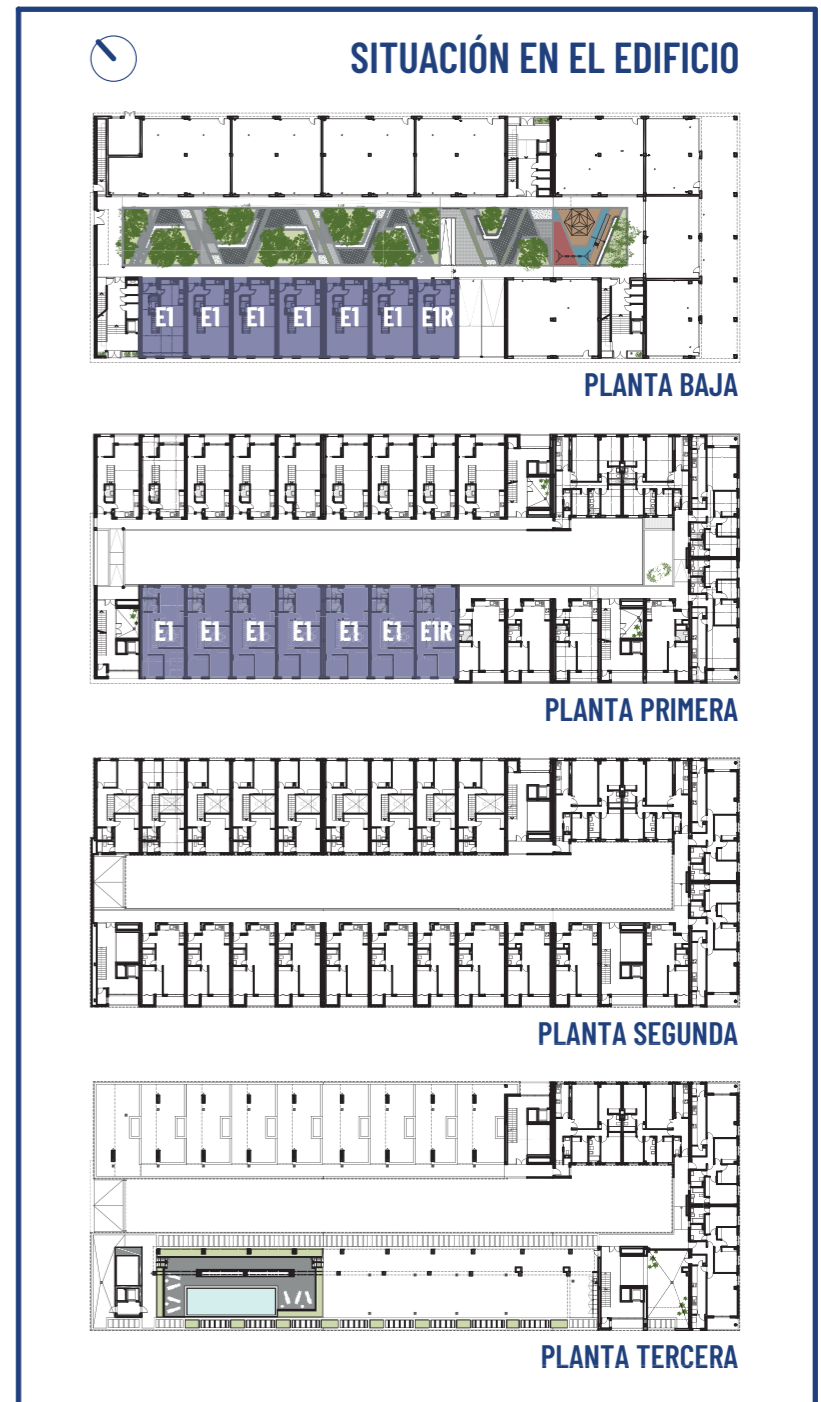 SITUACIÓN EN EL EDIFICIO
E1 E1 E1 E1 E1 E1 E1R
PLANTA BAJA
E1 E1 E1 E1 E1 E1 E1R
PLANTA PRIMERA
PLANTA SEGUNDA
PLANTA TERCERA